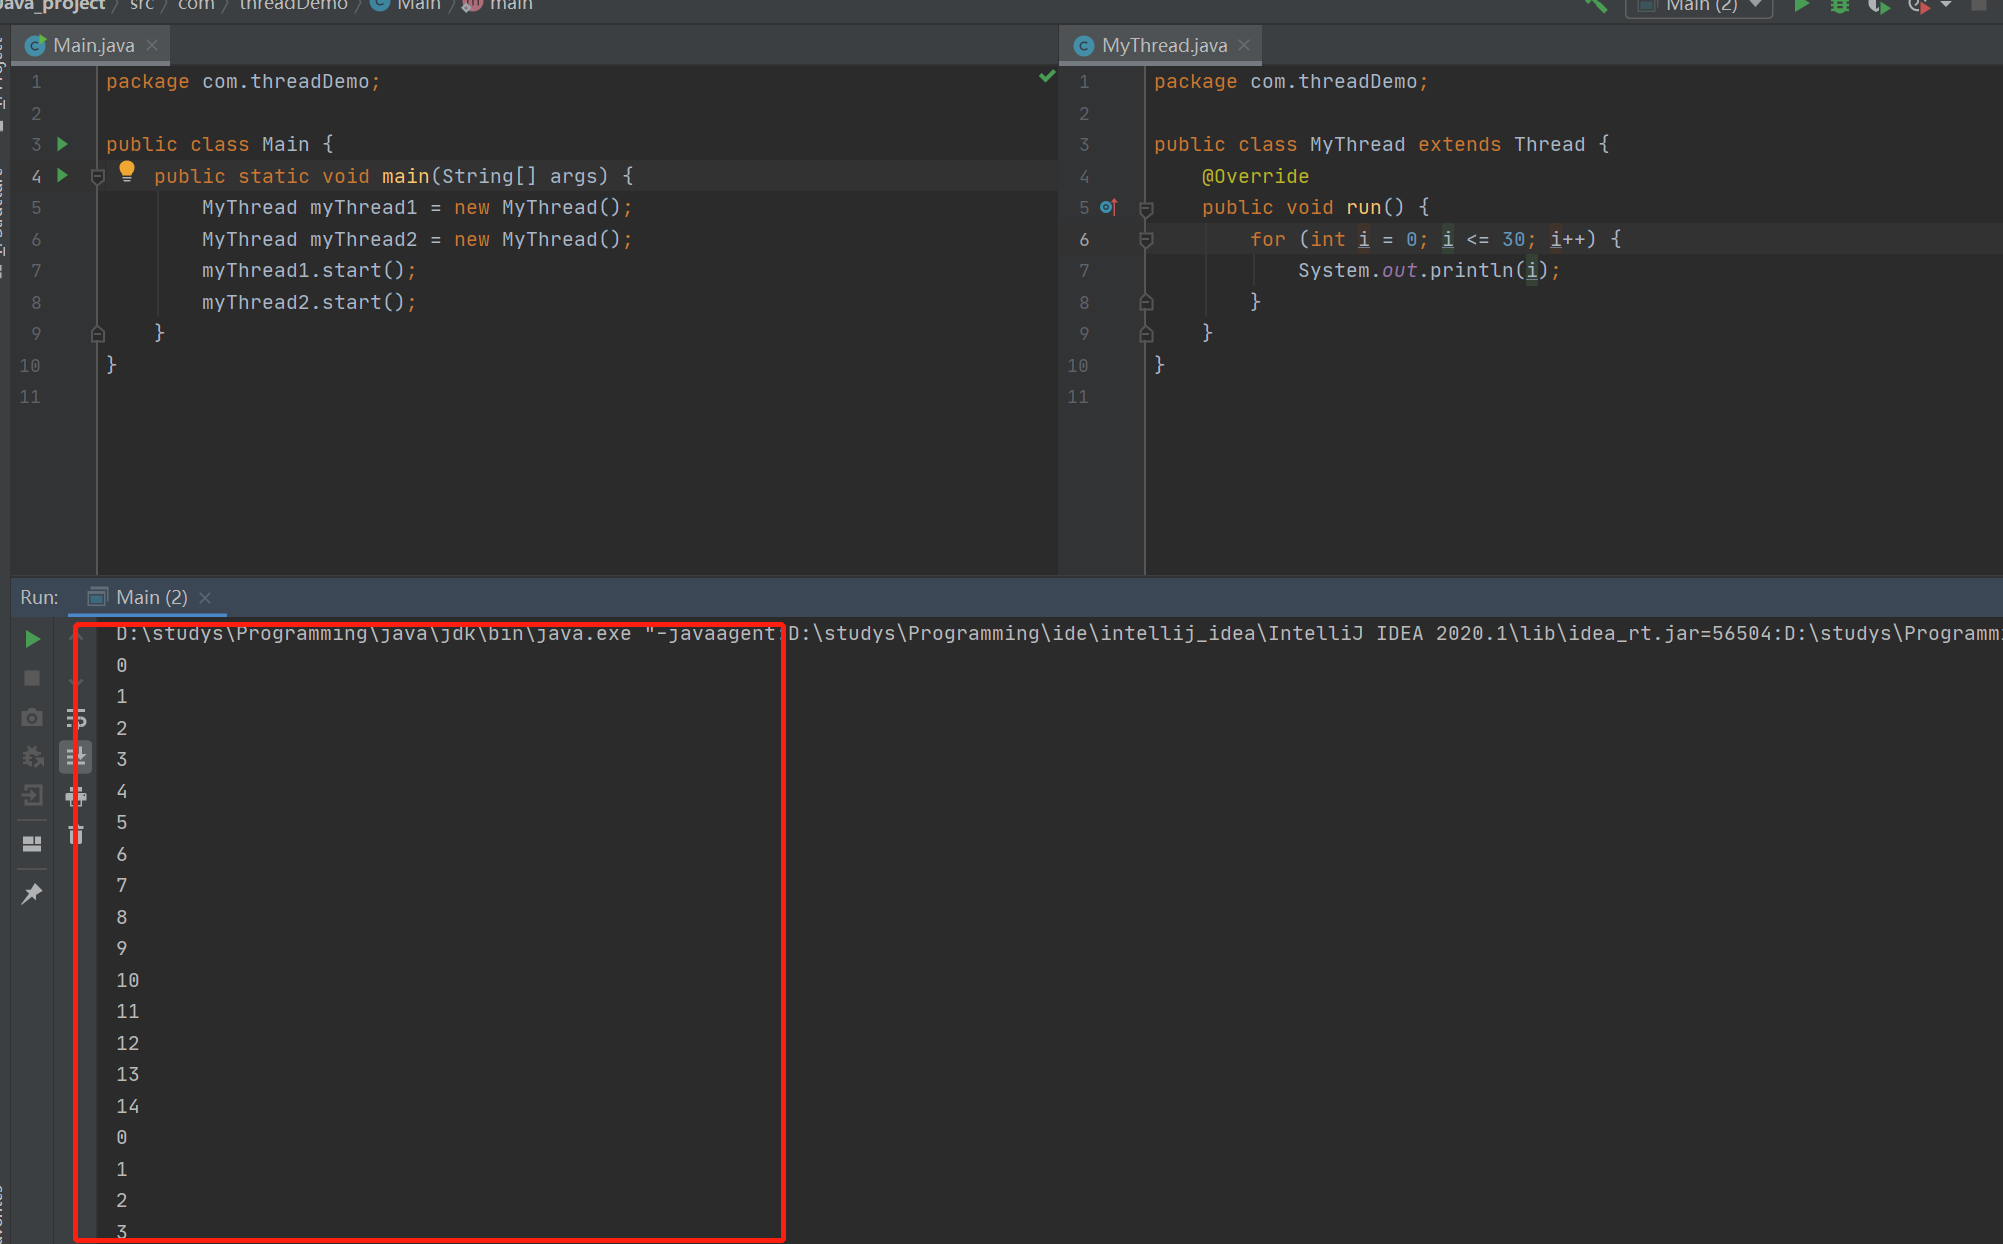 Java_project src com threadDemo Main main
Main (2)
Main.java
1 package com.threadDemo;
2
3 public class Main {
4 public static void main(String[] args) {
5 MyThread myThread1 = new MyThread();
6 MyThread myThread2 = new MyThread();
7 myThread1.start();
8 myThread2.start();
9 }
10 }
11
MyThread.java
1 package com.threadDemo;
2
3 public class MyThread extends Thread {
4 @Override
5 public void run() {
6 for (int i = 0; i <= 30; i++) {
7 System.out.println(i);
8 }
9 }
10 }
11
Run: Main (2)
D:\studys\Programming\java\jdk\bin\java.exe "-javaagent:D:\studys\Programming\ide\intellij_idea\IntelliJ IDEA 2020.1\lib\idea_rt.jar=56504:D:\studys\Programmi
0
1
2
3
4
5
6
7
8
9
10
11
12
13
14
0
1
2
3